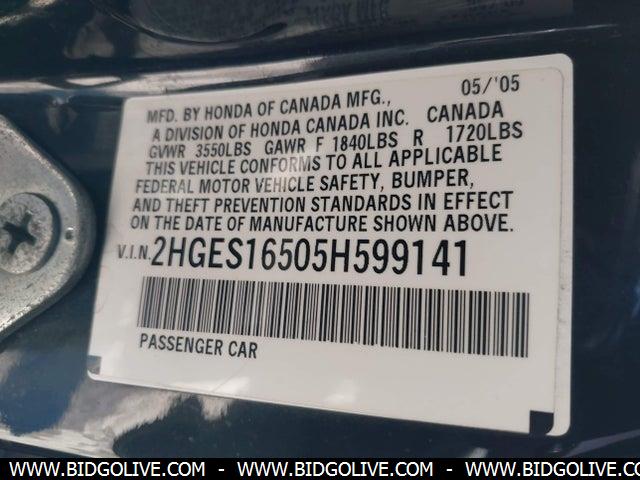 MFD. BY HONDA OF CANADA MFG., 05/'05
A DIVISION OF HONDA CANADA INC. CANADA
GVWR 3550LBS GAWR F 1840LBS R 1720LBS
THIS VEHICLE CONFORMS TO ALL APPLICABLE
FEDERAL MOTOR VEHICLE SAFETY, BUMPER,
AND THEFT PREVENTION STANDARDS IN EFFECT
ON THE DATE OF MANUFACTURE SHOWN ABOVE.
V.I.N. 2HGES16505H599141
PASSENGER CAR
WWW.BIDGOLIVE.COM - WWW.BIDGOLIVE.COM - WWW.BIDGOLIVE.COM